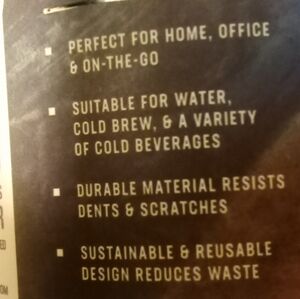 PERFECT FOR HOME, OFFICE
& ON-THE-GO
SUITABLE FOR WATER,
COLD BREW, & A VARIETY
OF COLD BEVERAGES
DURABLE MATERIAL RESISTS
DENTS & SCRATCHES
SUSTAINABLE & REUSABLE
DESIGN REDUCES WASTE